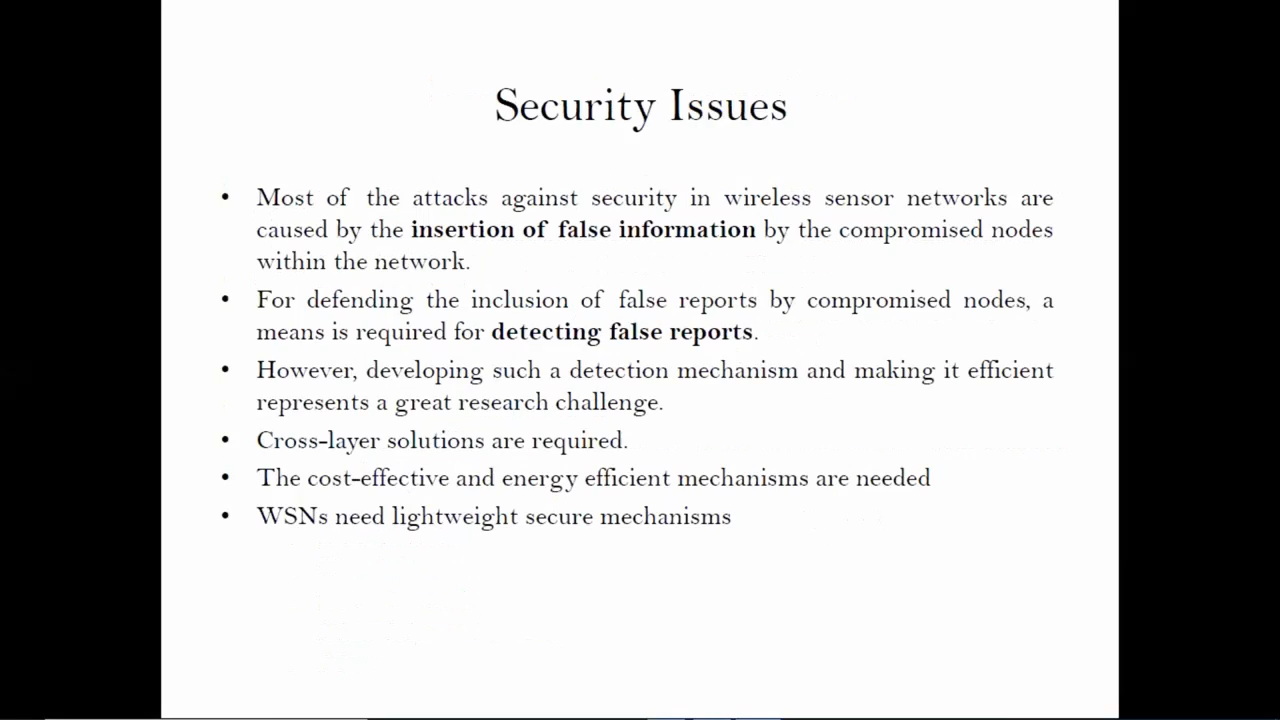 Security Issues
• Most of the attacks against security in wireless sensor networks are
caused by the insertion of false information by the compromised nodes
within the network.
• For defending the inclusion of false reports by compromised nodes, a
means is required for detecting false reports.
• However, developing such a detection mechanism and making it efficient
represents a great research challenge.
• Cross-layer solutions are required.
• The cost-effective and energy efficient mechanisms are needed
• WSNs need lightweight secure mechanisms